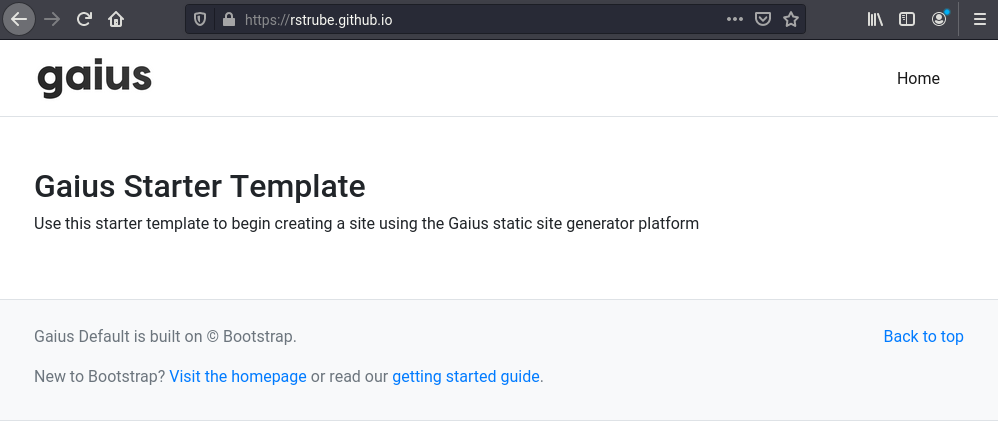 https://rstrube.github.io
gaius
Home
Gaius Starter Template
Use this starter template to begin creating a site using the Gaius static site generator platform
Gaius Default is built on © Bootstrap.
Back to top
New to Bootstrap? Visit the homepage or read our getting started guide.